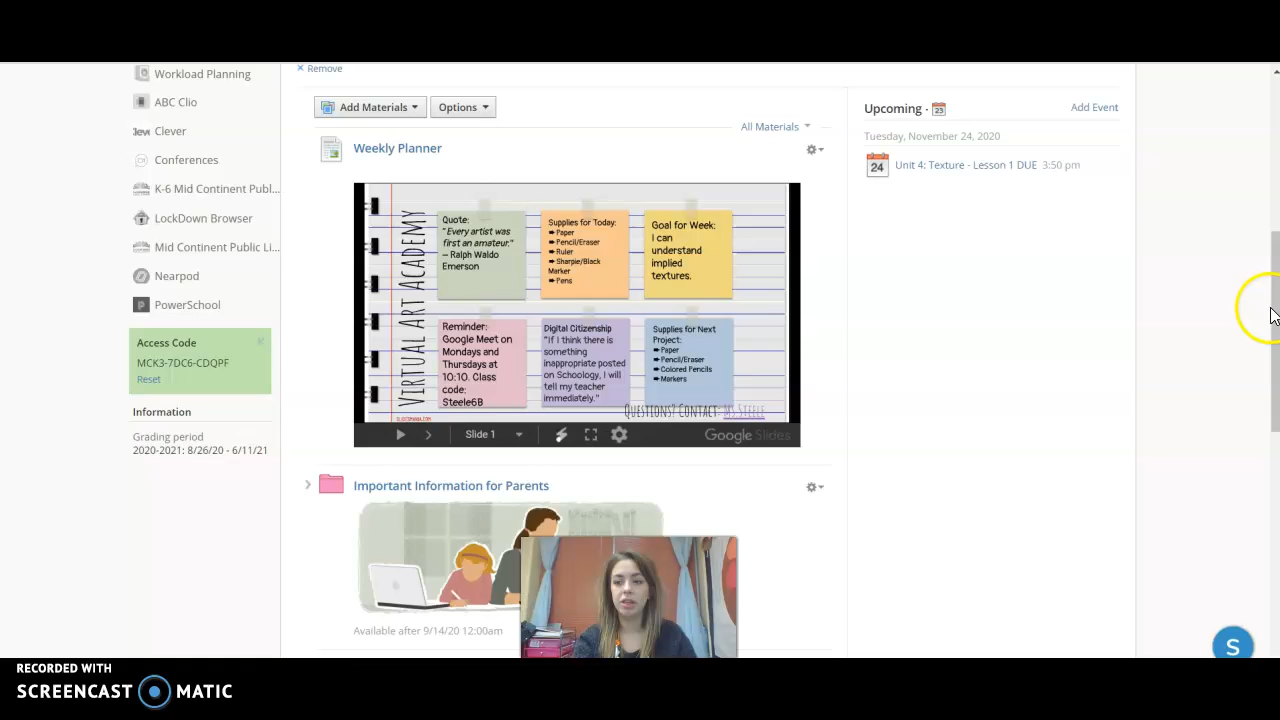 Workload Planning
ABC Clio
Clever
Conferences
K-6 Mid Continent Publ...
LockDown Browser
Mid Continent Public Li...
Nearpod
PowerSchool
Access Code
MCK3-7DC6-CDQPF
Reset
Information
Grading period
2020-2021: 8/26/20 - 6/11/21
Remove
Add Materials
Options
All Materials
Weekly Planner
VIRTUAL ART ACADEMY
Quote:
"Every artist was
first an amateur."
– Ralph Waldo
Emerson
Supplies for Today:
Paper
Pencil/Eraser
Ruler
Sharpie/Black
Marker
Pens
Goal for Week:
I can
understand
implied
textures.
Reminder:
Google Meet on
Mondays and
Thursdays at
10:10. Class
code:
Steele6B
Digital Citizenship
"If I think there is
something
inappropriate posted
on Schoology, I will
tell my teacher
immediately."
Supplies for Next
Project:
Paper
Pencil/Eraser
Colored Pencils
Markers
QUESTIONS? CONTACT: MS.STEELE
Slide 1
Google Slides
Important Information for Parents
Available after 9/14/20 12:00am
Upcoming ·
23
Add Event
Tuesday, November 24, 2020
24
Unit 4: Texture - Lesson 1 DUE 3:50 pm
S
RECORDED WITH
SCREENCAST MATIC